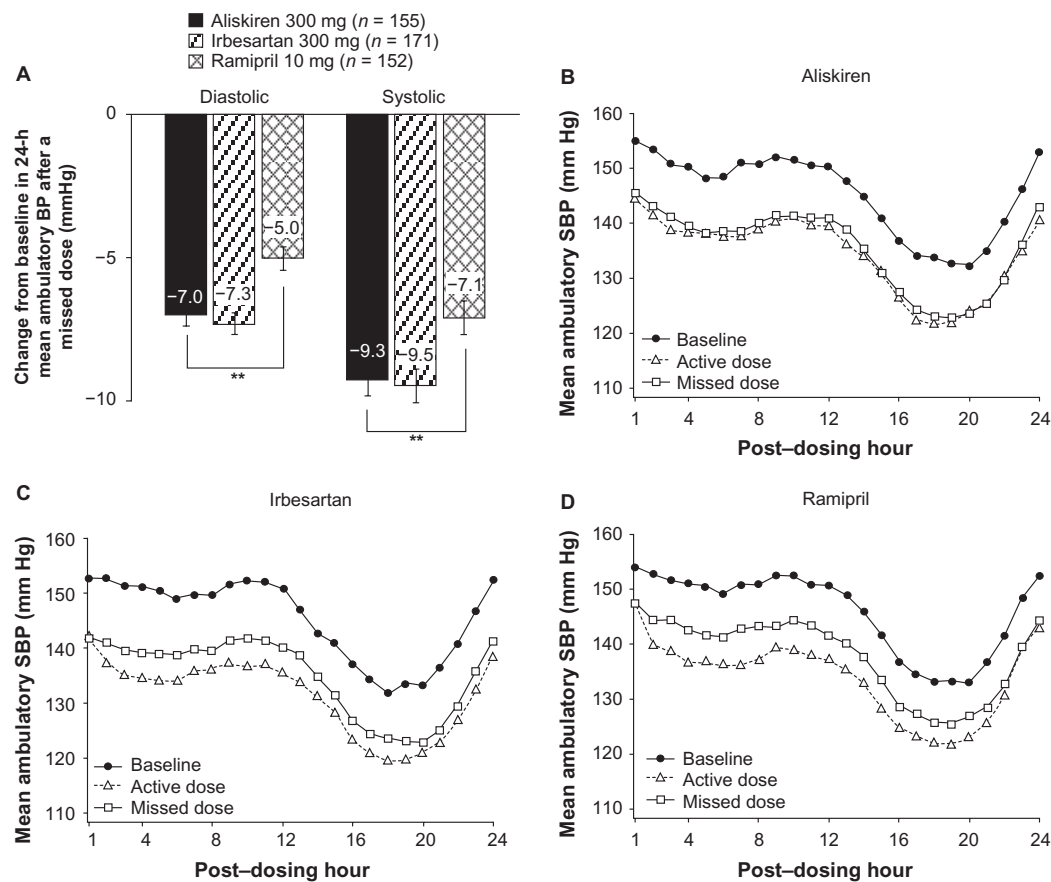 Aliskiren 300 mg (n = 155)
Irbesartan 300 mg (n = 171)
Ramipril 10 mg (n = 152)
A
Diastolic
Systolic
Change from baseline in 24-h
mean ambulatory BP after a
missed dose (mmHg)
0
−5
−10
−7.0
−7.3
−5.0
−9.3
−9.5
−7.1
**
**
B
Aliskiren
Mean ambulatory SBP (mm Hg)
160
150
140
130
120
110
Baseline
Active dose
Missed dose
1 4 8 12 16 20 24
Post–dosing hour
C
Irbesartan
Mean ambulatory SBP (mm Hg)
160
150
140
130
120
110
Baseline
Active dose
Missed dose
1 4 8 12 16 20 24
Post–dosing hour
D
Ramipril
Mean ambulatory SBP (mm Hg)
160
150
140
130
120
110
Baseline
Active dose
Missed dose
1 4 8 12 16 20 24
Post–dosing hour